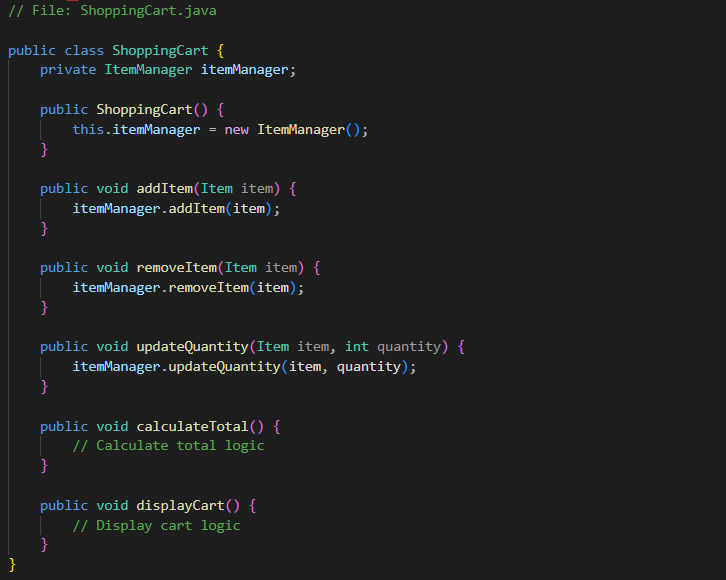 // File: ShoppingCart.java
public class ShoppingCart {
private ItemManager itemManager;
public ShoppingCart() {
this.itemManager = new ItemManager();
}
public void addItem(Item item) {
itemManager.addItem(item);
}
public void removeItem(Item item) {
itemManager.removeItem(item);
}
public void updateQuantity(Item item, int quantity) {
itemManager.updateQuantity(item, quantity);
}
public void calculateTotal() {
// Calculate total logic
}
public void displayCart() {
// Display cart logic
}
}